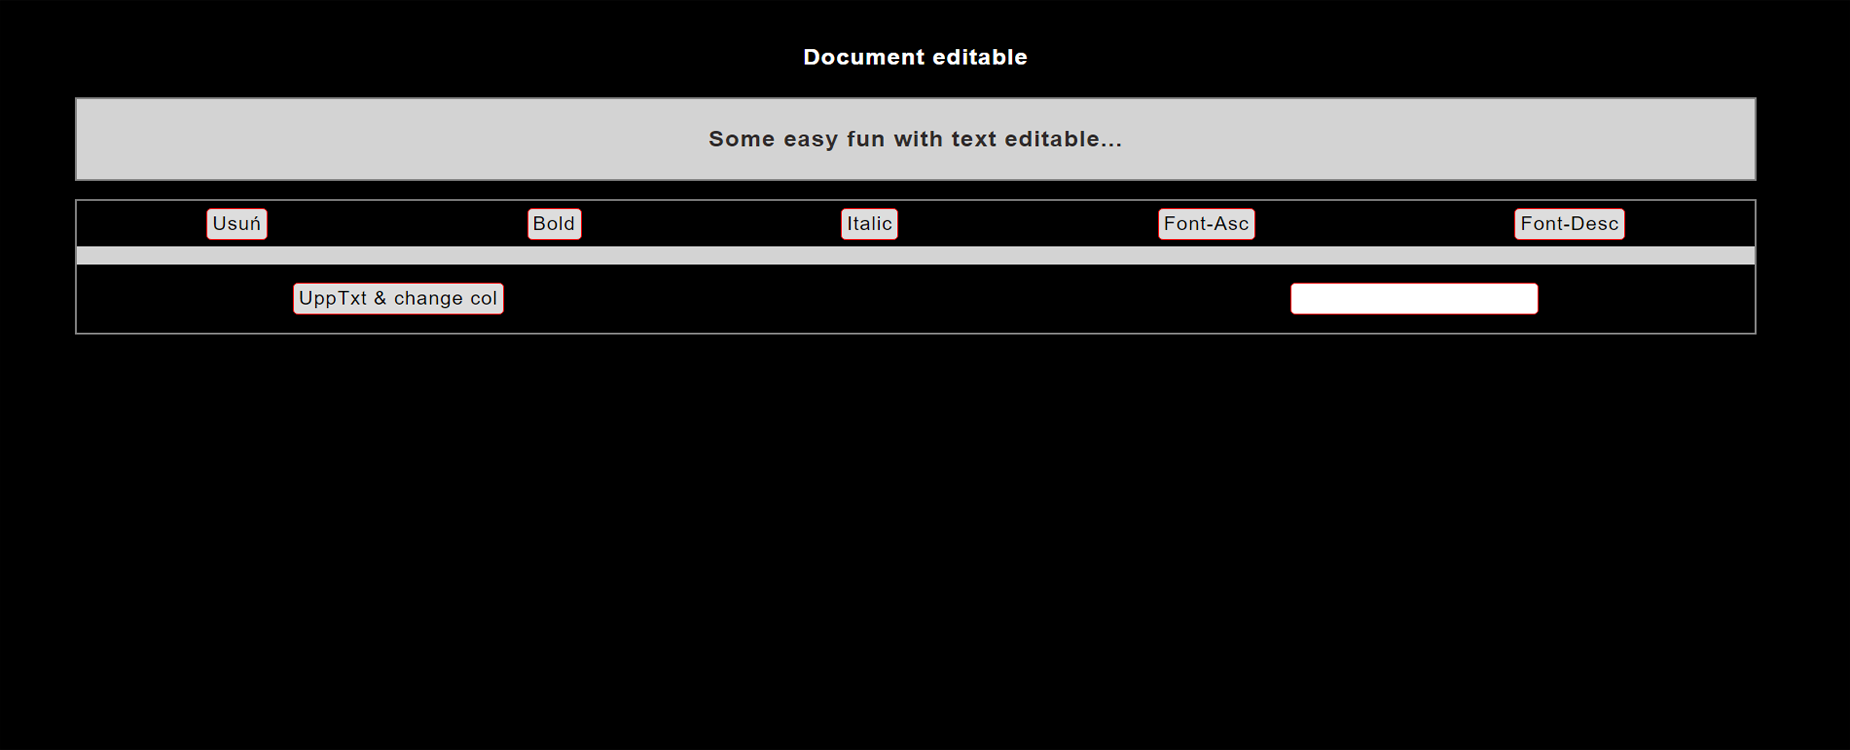 Document editable
Some easy fun with text editable...
Usuń Bold Italic Font-Asc Font-Desc
UppTxt & change col